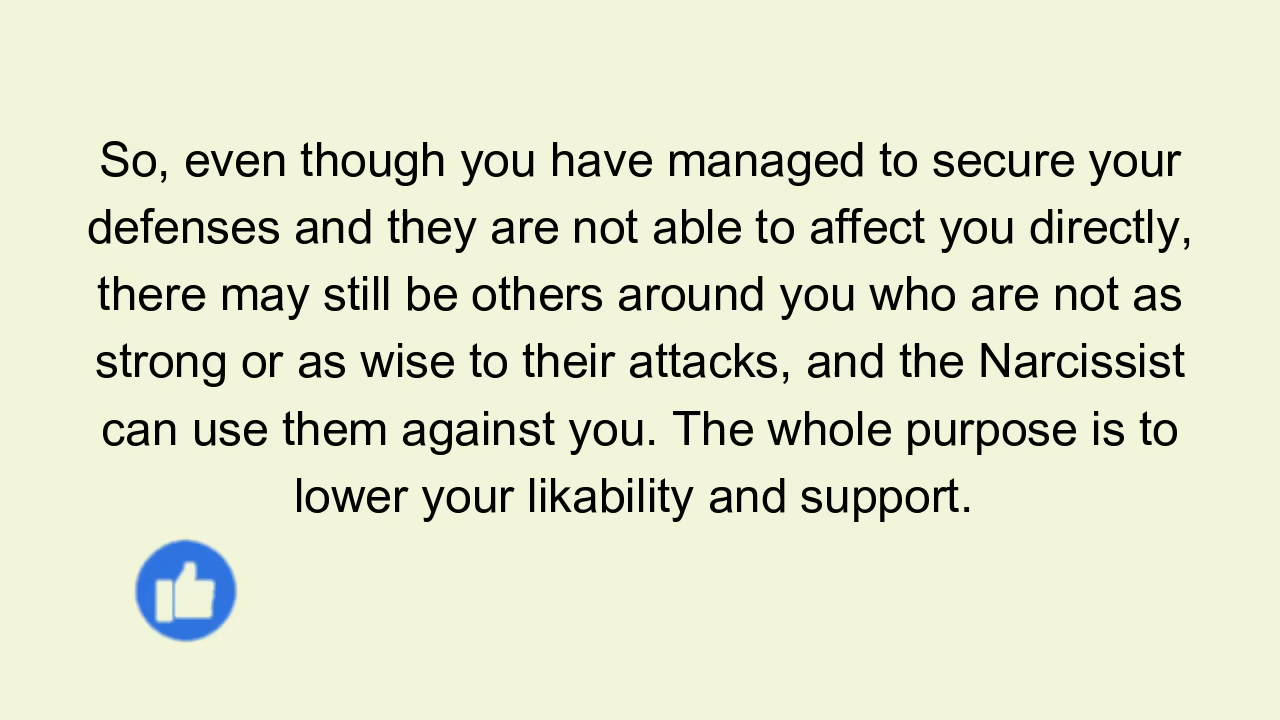 So, even though you have managed to secure your
defenses and they are not able to affect you directly,
there may still be others around you who are not as
strong or as wise to their attacks, and the Narcissist
can use them against you. The whole purpose is to
lower your likability and support.